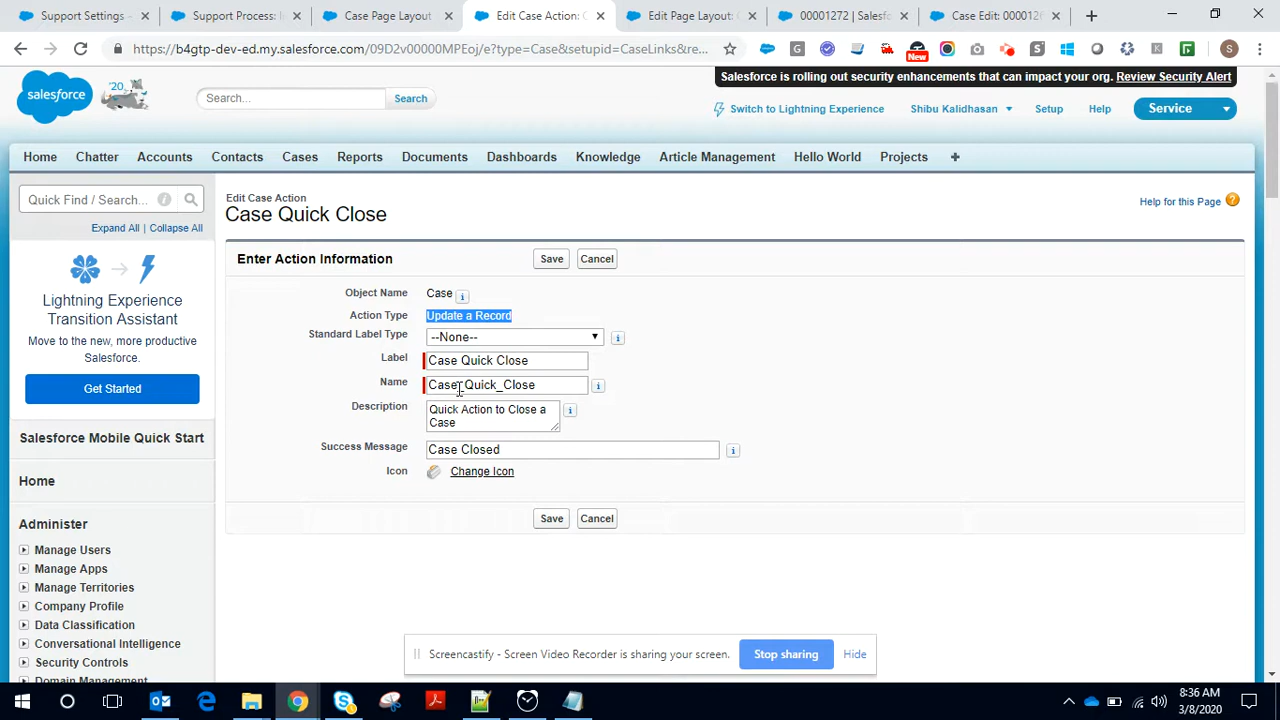 Support Settings ~
Support Process: I
Case Page Layout
Edit Case Action: C
Edit Page Layout:
00001272 | Salesf
Case Edit: 000012
https://b4gtp-dev-ed.my.salesforce.com/09D2v00000MPEoj/e?type=Case&setupid=CaseLinks&re...
New
S
salesforce
'20
Search...
Search
Salesforce is rolling out security enhancements that can impact your org. Review Security Alert
Switch to Lightning Experience
Shibu Kalidhasan
Setup
Help
Service
Home
Chatter
Accounts
Contacts
Cases
Reports
Documents
Dashboards
Knowledge
Article Management
Hello World
Projects
+
Quick Find / Search...
Expand All | Collapse All
Lightning Experience
Transition Assistant
Move to the new, more productive
Salesforce.
Get Started
Salesforce Mobile Quick Start
Home
Administer
Manage Users
Manage Apps
Manage Territories
Company Profile
Data Classification
Conversational Intelligence
Security Controls
Domain Management
Edit Case Action
Case Quick Close
Help for this Page
Enter Action Information
Save
Cancel
Object Name Case
Action Type Update a Record
Standard Label Type --None--
Label Case Quick Close
Name Case_Quick_Close
Description Quick Action to Close a
Case
Success Message Case Closed
Icon Change Icon
Save
Cancel
Screencastify - Screen Video Recorder is sharing your screen.
Stop sharing
Hide
8:36 AM
3/8/2020